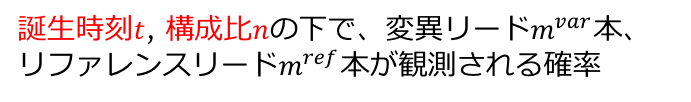 誕生時刻t, 構成比nの下で、変異リードm^{var}本、
リファレンスリードm^{ref}本が観測される確率